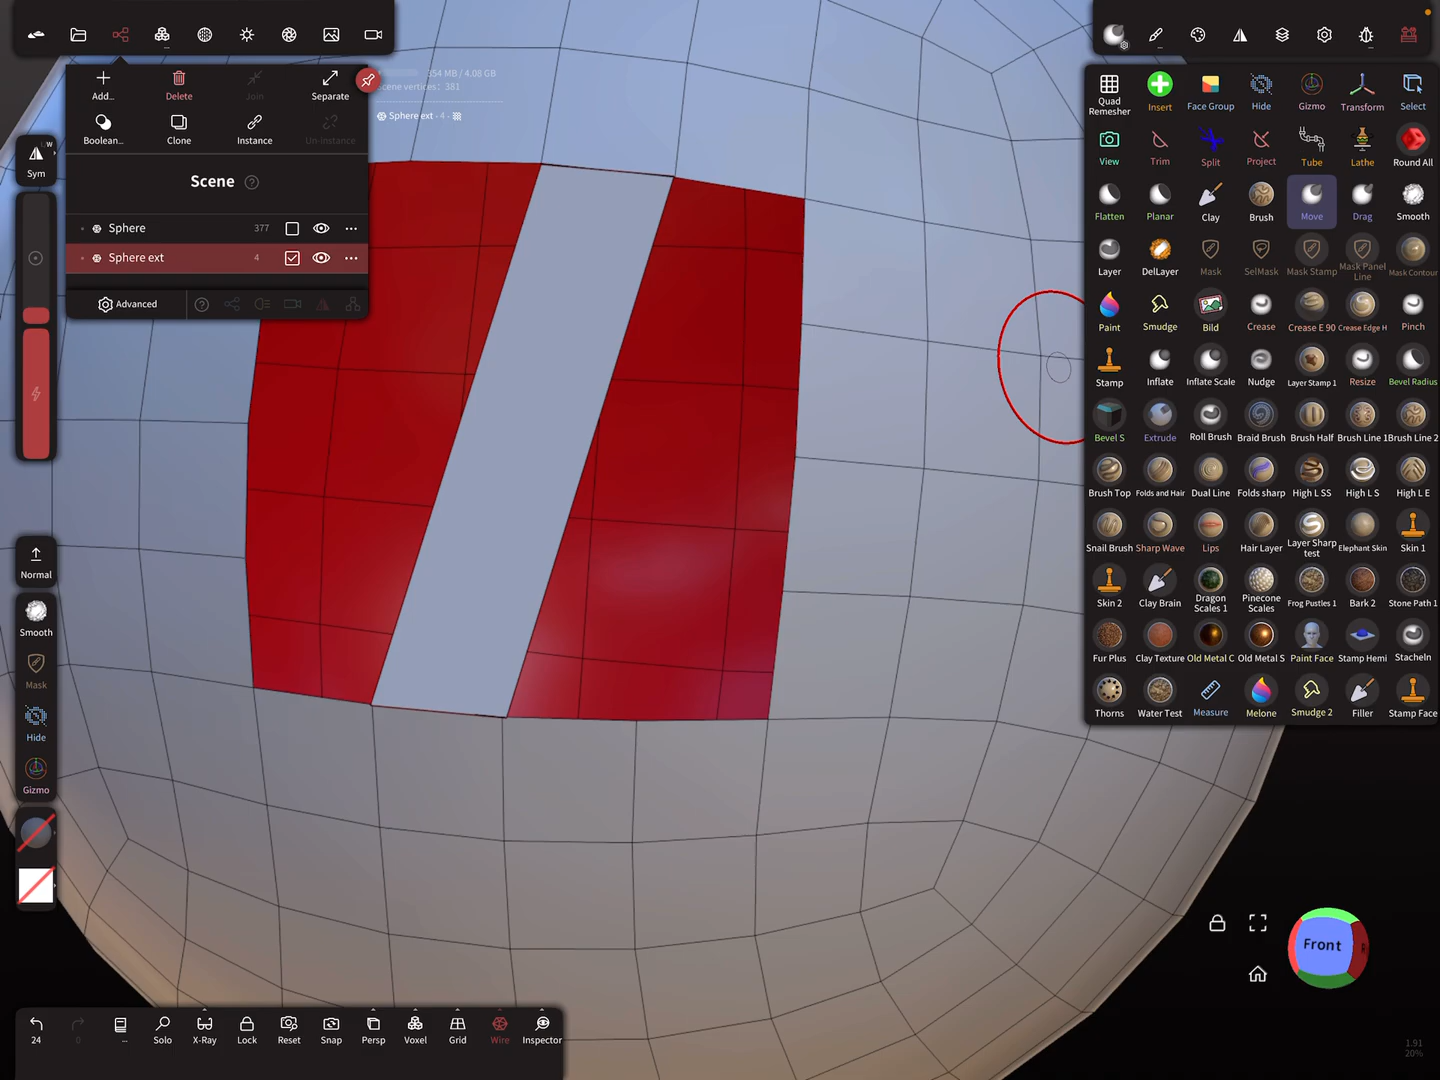 Add...
Delete
Join
Separate
Boolean...
Clone
Instance
Un-instance
Scene
Sphere 377
Sphere ext 4
Advanced
354 MB / 4.08 GB
Scene vertices: 381
Sphere ext · 4 ·
Sym
Normal
Smooth
Mask
Hide
Gizmo
Quad Remesher
Insert
Face Group
Hide
Gizmo
Transform
Select
View
Trim
Split
Project
Tube
Lathe
Round All
Flatten
Planar
Clay
Brush
Move
Drag
Smooth
Layer
DelLayer
Mask
SelMask
Mask Stamp
Mask Panel Line
Mask Contour
Paint
Smudge
Bild
Crease
Crease E 90
Crease Edge H
Pinch
Stamp
Inflate
Inflate Scale
Nudge
Layer Stamp 1
Resize
Bevel Radius
Bevel S
Extrude
Roll Brush
Braid Brush
Brush Half
Brush Line 1
Brush Line 2
Brush Top
Folds and Hair
Dual Line
Folds sharp
High L SS
High L S
High L E
Snail Brush
Sharp Wave
Lips
Hair Layer
Layer Sharp test
Elephant Skin
Skin 1
Skin 2
Clay Brain
Dragon Scales 1
Pinecone Scales
Frog Pustles 1
Bark 2
Stone Path 1
Fur Plus
Clay Texture
Old Metal C
Old Metal S
Paint Face
Stamp Hemi
Stacheln
Thorns
Water Test
Measure
Melone
Smudge 2
Filler
Stamp Face
Front
24
0
...
Solo
X-Ray
Lock
Reset
Snap
Persp
Voxel
Grid
Wire
Inspector
1.91
20%